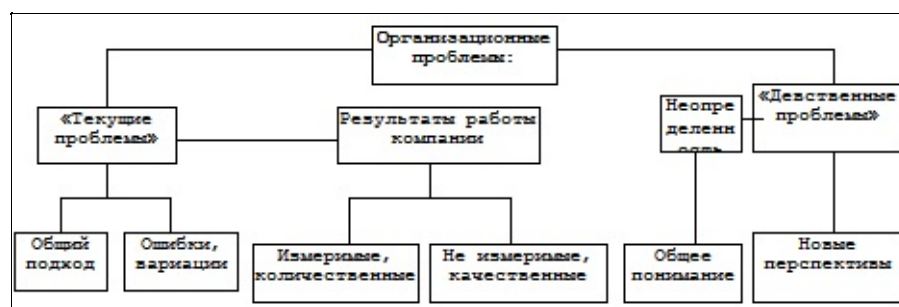 Организационные
проблемы:
«Текущие
проблемы»
Результаты работы
компании
Неопре
деленн
ость
«Девственные
проблемы»
Общий
подход
Ошибки,
вариации
Измеримые,
количественные
Не измеримые,
качественные
Общее
понимание
Новые
перспективы